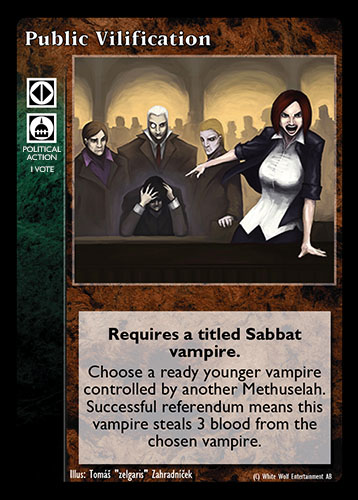 Public Vilification
POLITICAL
ACTION
1 VOTE
Requires a titled Sabbat
vampire.
Choose a ready younger vampire
controlled by another Methuselah.
Successful referendum means this
vampire steals 3 blood from the
chosen vampire.
Illus: Tomáš "zelgaris" Zahradníček
(C) White Wolf Entertainment AB